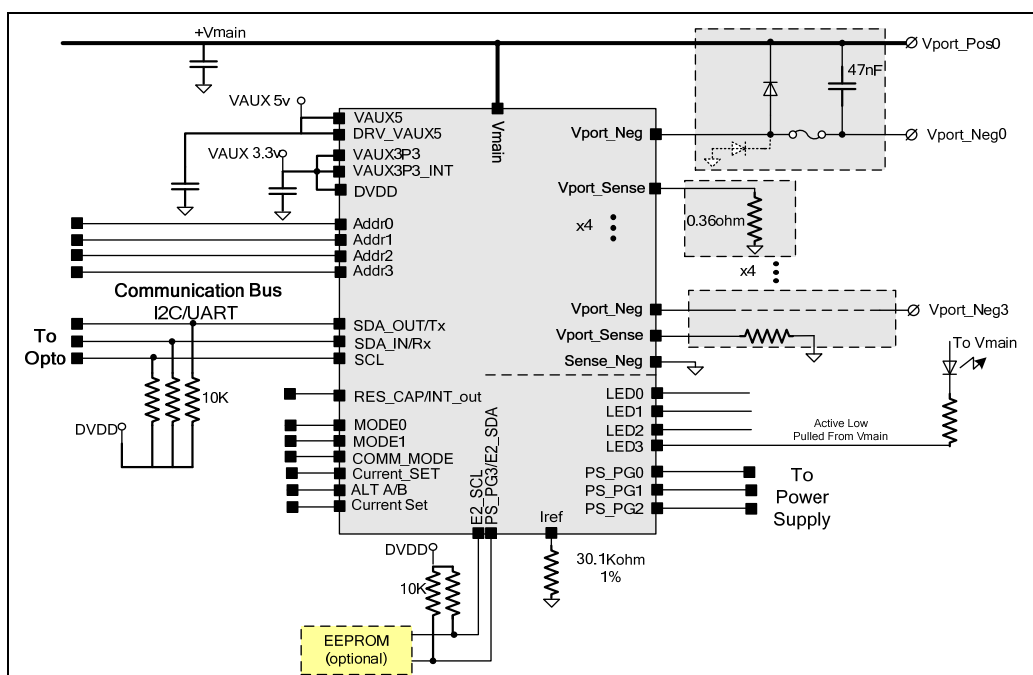 +Vmain
Vport_Pos0
47nF
VAUX 5v
VAUX5
DRV_VAUX5
Vmain
Vport_Neg
Vport_Neg0
VAUX 3.3v
VAUX3P3
VAUX3P3_INT
DVDD
Vport_Sense
0.36ohm
x4
x4
Addr0
Addr1
Addr2
Addr3
Communication Bus
I2C/UART
Vport_Neg
Vport_Neg3
Vport_Sense
Sense_Neg
To Vmain
To
Opto
SDA_OUT/Tx
SDA_IN/Rx
SCL
10K
DVDD
RES_CAP/INT_out
MODE0
MODE1
COMM_MODE
Current_SET
ALT A/B
Current Set
LED0
LED1
LED2
LED3
Active Low
Pulled From Vmain
PS_PG0
PS_PG1
PS_PG2
To
Power
Supply
E2_SCL
PS_PG3/E2_SDA
Iref
30.1Kohm
1%
DVDD
10K
EEPROM
(optional)